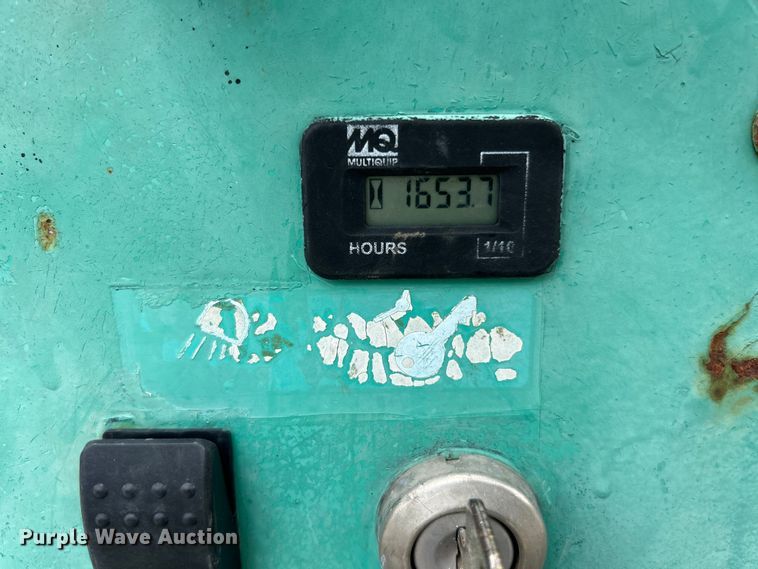 MQ
MULTIQUIP
1653.7
HOURS 1/10
Purple Wave Auction